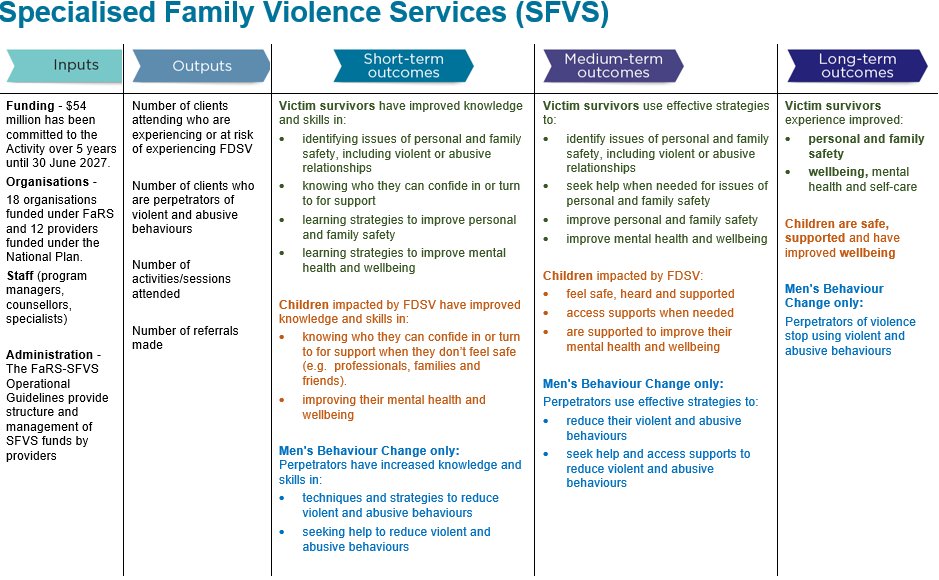 Specialised Family Violence Services (SFVS)
Inputs
Funding - $54
million has been
committed to the
Activity over 5 years
until 30 June 2027.
Organisations -
18 organisations
funded under FaRS
and 12 providers
funded under the
National Plan.
Staff (program
managers,
counsellors,
specialists)
Administration -
The FaRS-SFVS
Operational
Guidelines provide
structure and
management of
SFVS funds by
providers
Outputs
Number of clients
attending who are
experiencing or at risk
of experiencing FDSV
Number of clients who
are perpetrators of
violent and abusive
behaviours
Number of
activities/sessions
attended
Number of referrals
made
Short-term
outcomes
Victim survivors have improved knowledge
and skills in:
• identifying issues of personal and family
safety, including violent or abusive
relationships
• knowing who they can confide in or turn
to for support
• learning strategies to improve personal
and family safety
• learning strategies to improve mental
health and wellbeing
Children impacted by FDSV have improved
knowledge and skills in:
• knowing who they can confide in or turn
to for support when they don't feel safe
(e.g. professionals, families and
friends).
• improving their mental health and
wellbeing
Men's Behaviour Change only:
Perpetrators have increased knowledge and
skills in:
• techniques and strategies to reduce
violent and abusive behaviours
• seeking help to reduce violent and
abusive behaviours
Medium-term
outcomes
Victim survivors use effective strategies
to:
• identify issues of personal and family
safety, including violent or abusive
relationships
• seek help when needed for issues of
personal and family safety
• improve personal and family safety
• improve mental health and wellbeing
Children impacted by FDSV:
• feel safe, heard and supported
• access supports when needed
• are supported to improve their
mental health and wellbeing
Men's Behaviour Change only:
Perpetrators use effective strategies to:
• reduce their violent and abusive
behaviours
• seek help and access supports to
reduce violent and abusive
behaviours
Long-term
outcomes
Victim survivors
experience improved:
• personal and family
safety
• wellbeing, mental
health and self-care
Children are safe,
supported and have
improved wellbeing
Men's Behaviour
Change only:
Perpetrators of violence
stop using violent and
abusive behaviours